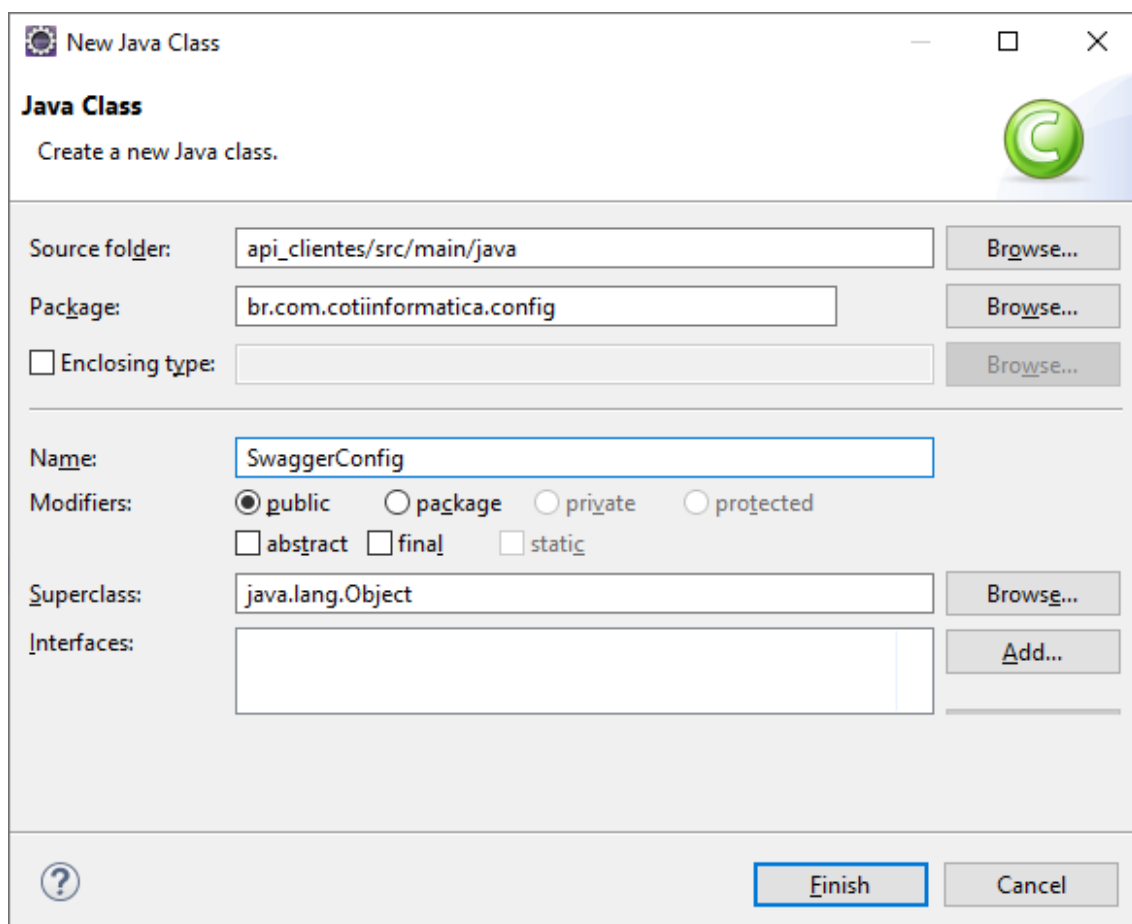 New Java Class
Java Class
Create a new Java class.
Source folder: api_clientes/src/main/java Browse...
Package: br.com.cotiinformatica.config Browse...
Enclosing type: Browse...
Name: SwaggerConfig
Modifiers: public package private protected
abstract final static
Superclass: java.lang.Object Browse...
Interfaces: Add...
Finish Cancel